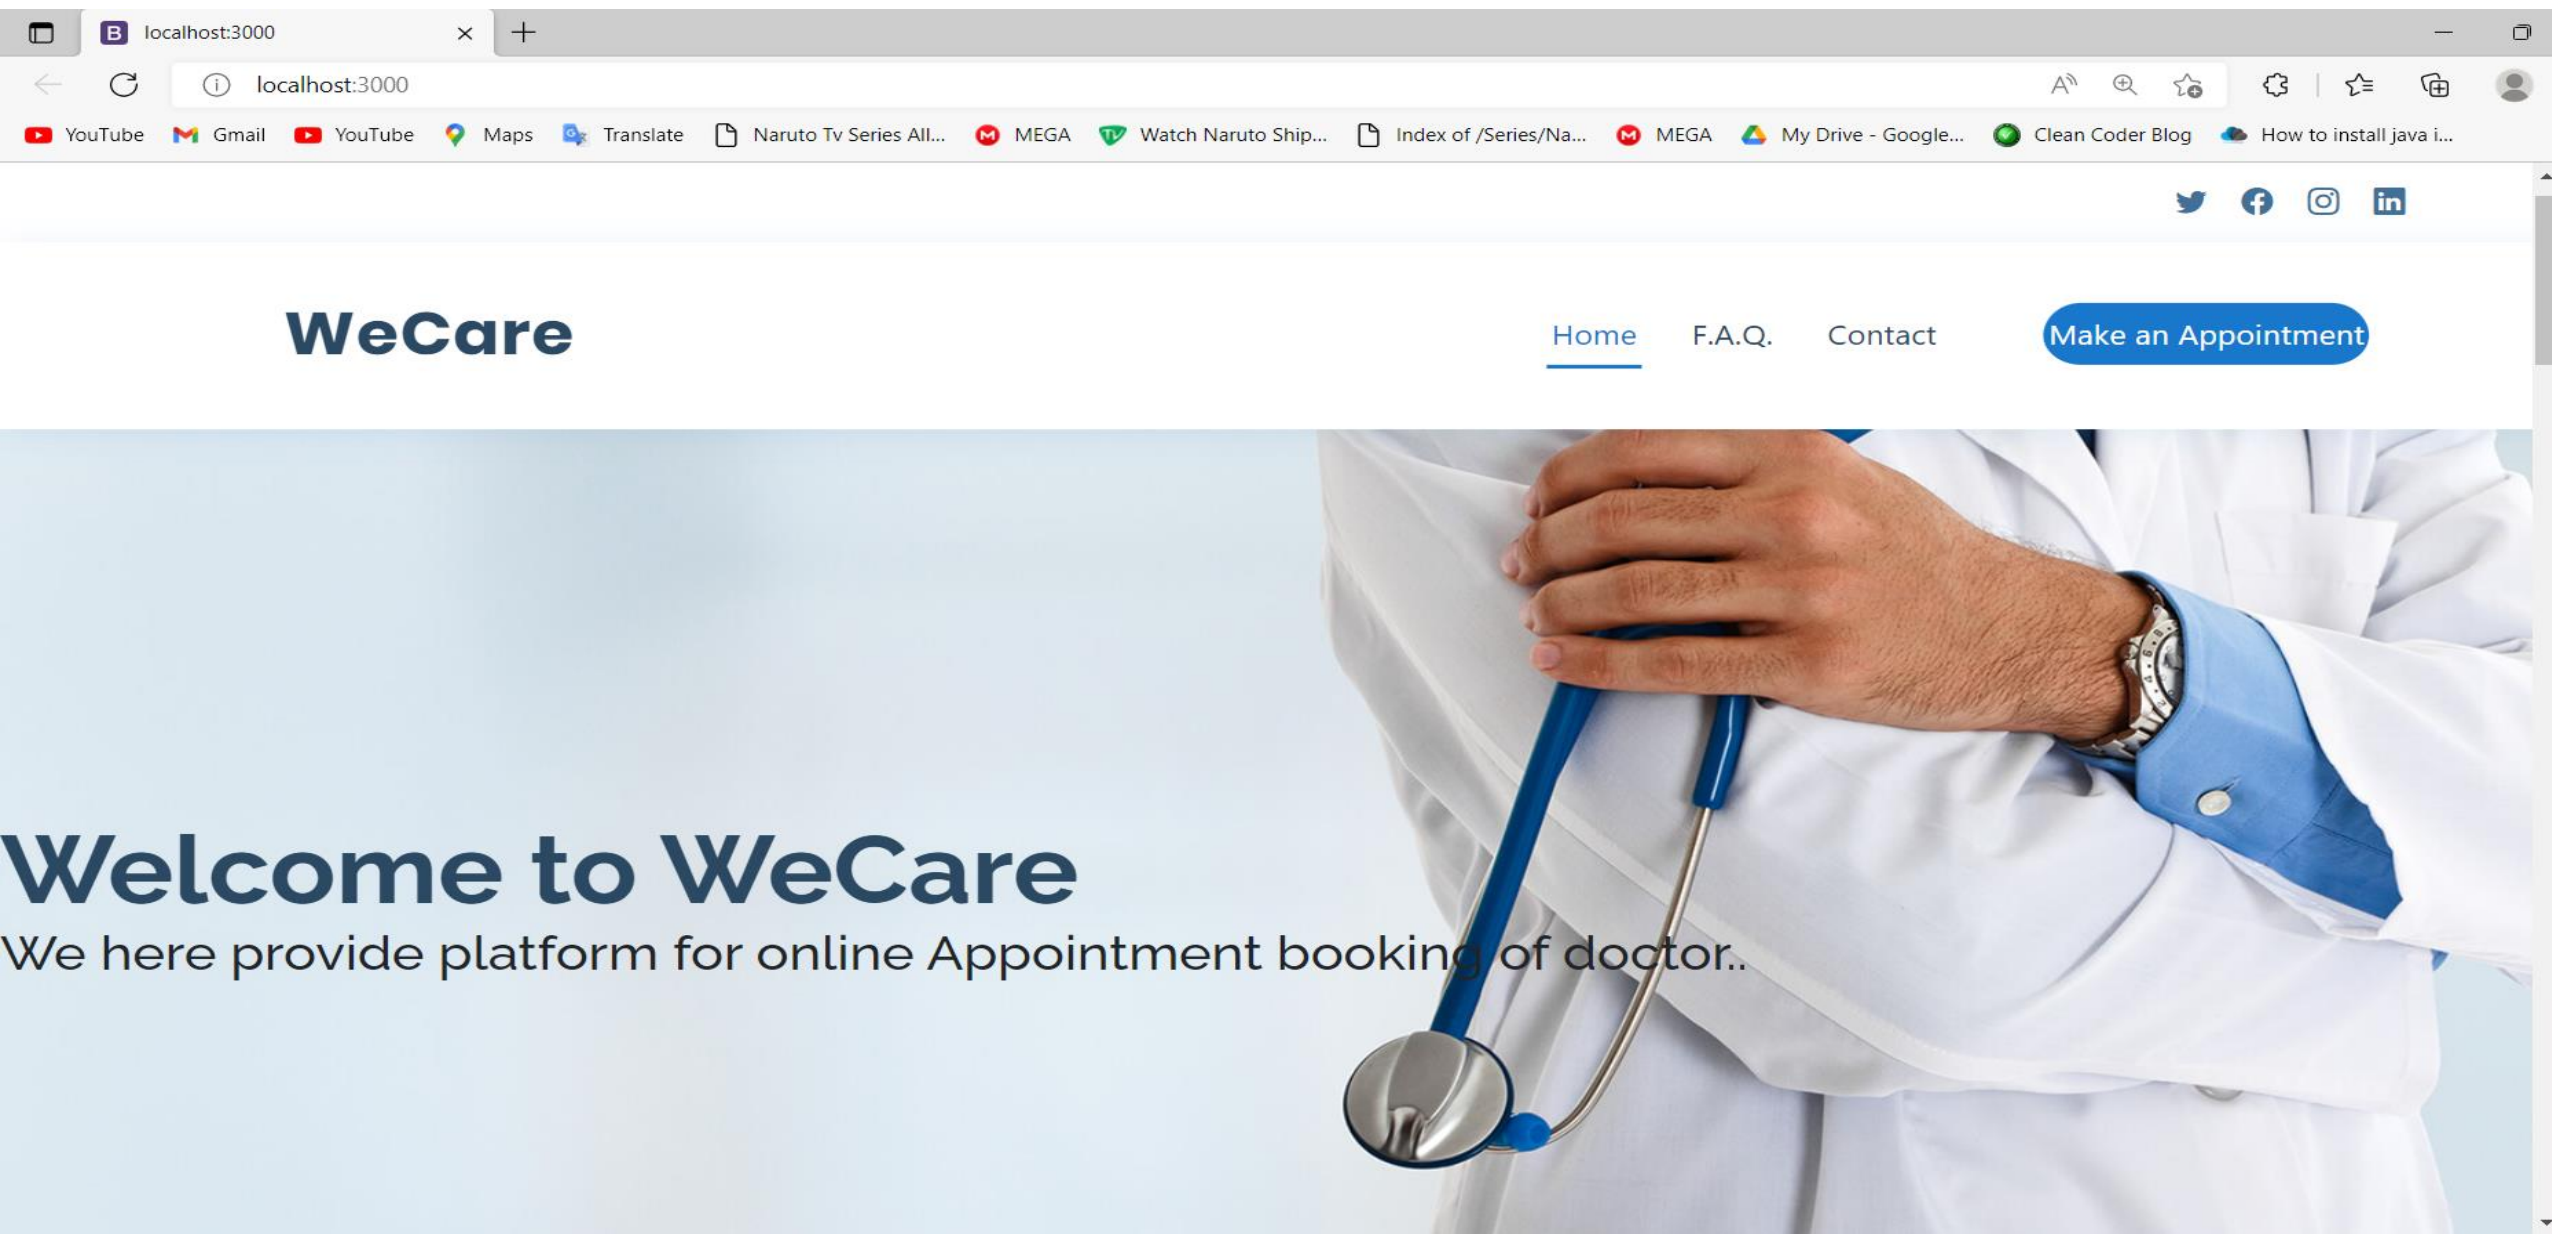 localhost:3000
localhost:3000
YouTube Gmail YouTube Maps Translate Naruto Tv Series All... MEGA Watch Naruto Ship... Index of /Series/Na... MEGA My Drive - Google... Clean Coder Blog How to install java i...
WeCare Home F.A.Q. Contact Make an Appointment
Welcome to WeCare
We here provide platform for online Appointment booking of doctor..